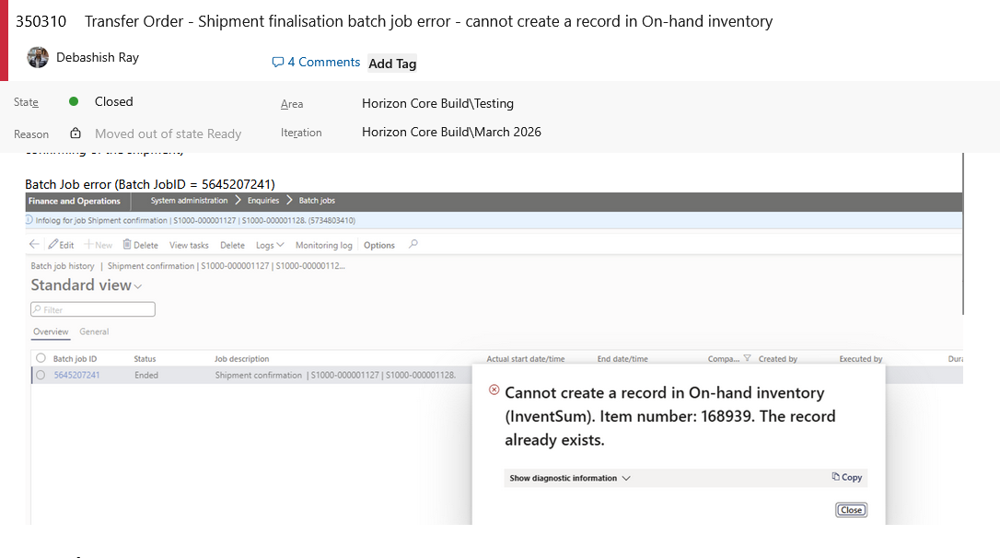 350310 Transfer Order - Shipment finalisation batch job error - cannot create a record in On-hand inventory
Debashish Ray
4 Comments
Add Tag
State
Closed
Area
Horizon Core Build\Testing
Reason
Moved out of state Ready
Iteration
Horizon Core Build\March 2026
confirming of the shipment)
Batch Job error (Batch JobID = 5645207241)
Finance and Operations
System administration > Enquiries > Batch jobs
Infolog for job Shipment confirmation | S1000-000001127 | S1000-000001128. (5734803410)
Edit + New Delete View tasks Delete Logs Monitoring log Options
Batch job history | Shipment confirmation | S1000-000001127 | S1000-00000112...
Standard view
Filter
Overview General
Batch job ID Status Job description Actual start date/time End date/time Compa... Created by Executed by Dura
5645207241 Ended Shipment confirmation | S1000-000001127 | S1000-000001128.
Cannot create a record in On-hand inventory
(InventSum). Item number: 168939. The record
already exists.
Show diagnostic information
Copy
Close